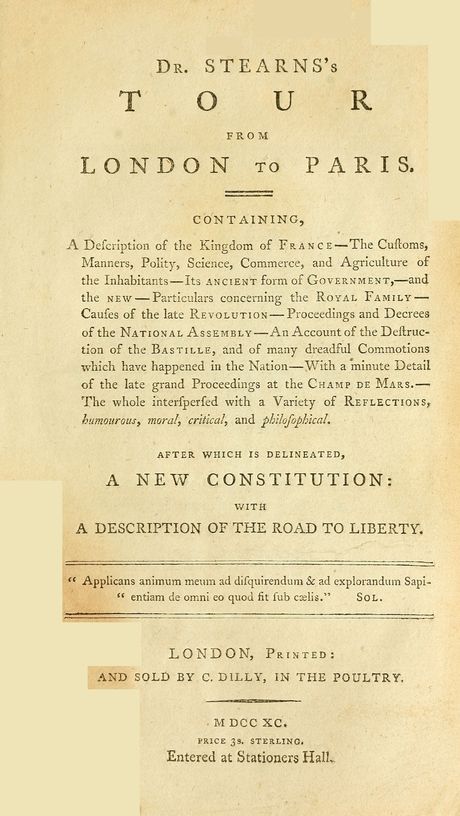 Dr. STEARNS's
TOUR
FROM
LONDON TO PARIS.
CONTAINING,
A Deſcription of the Kingdom of FRANCE—The Cuſtoms,
Manners, Polity, Science, Commerce, and Agriculture of
the Inhabitants—Its ANCIENT form of GOVERNMENT,—and
the NEW—Particulars concerning the ROYAL FAMILY—
Cauſes of the late REVOLUTION—Proceedings and Decrees
of the NATIONAL ASSEMBLY—An Account of the Deſtruc-
tion of the BASTILLE, and of many dreadful Commotions
which have happened in the Nation—With a minute Detail
of the late grand Proceedings at the CHAMP DE MARS.—
The whole interſperſed with a Variety of REFLECTIONS,
humourous, moral, critical, and philoſophical.
AFTER WHICH IS DELINEATED,
A NEW CONSTITUTION:
WITH
A DESCRIPTION OF THE ROAD TO LIBERTY.
“ Applicans animum meum ad diſquirendum & ad explorandum Sapi-
“ entiam de omni eo quod fit ſub cælis.” SOL.
LONDON, PRINTED:
AND SOLD BY C. DILLY, IN THE POULTRY.
M DCC XC.
PRICE 3s. STERLING.
Entered at Stationers Hall.